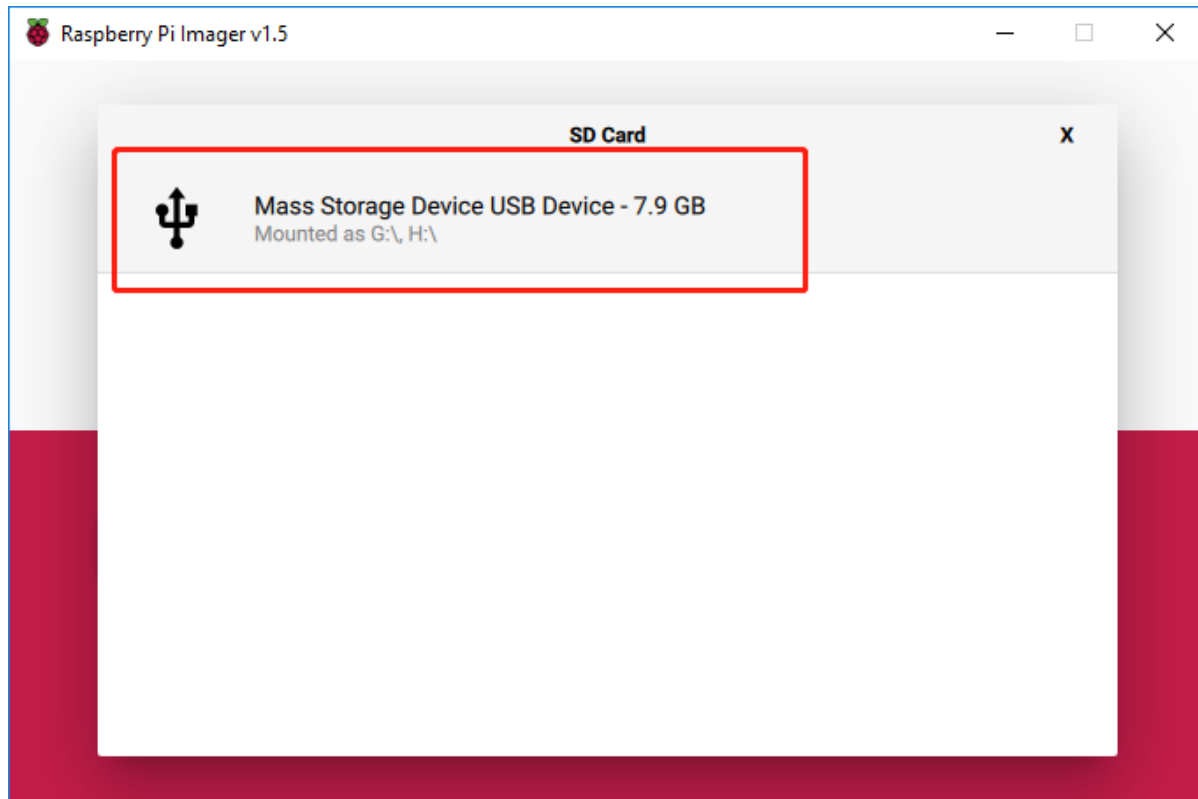 Raspberry Pi Imager v1.5
SD Card
X
Mass Storage Device USB Device - 7.9 GB
Mounted as G:\, H:\